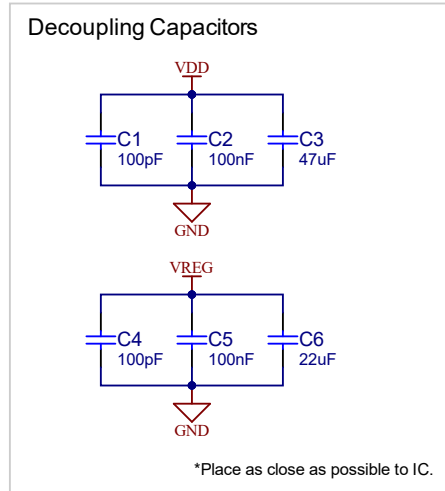 Decoupling Capacitors
VDD
C1
100pF
C2
100nF
C3
47uF
GND
VREG
C4
100pF
C5
100nF
C6
22uF
GND
*Place as close as possible to IC.